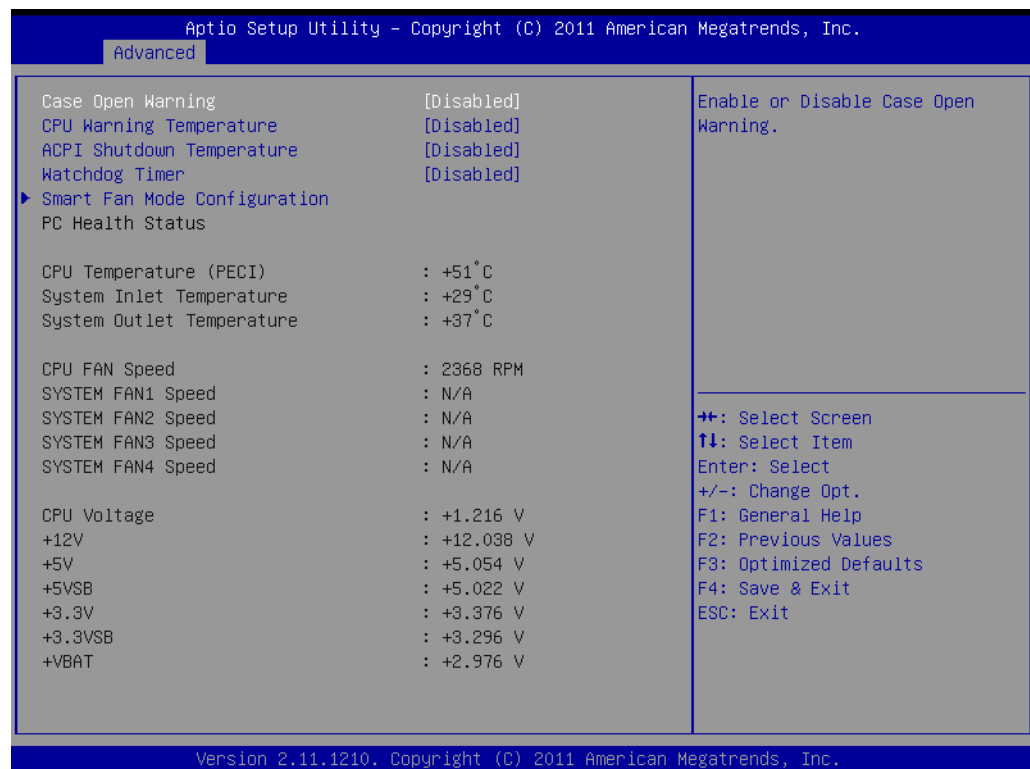 Aptio Setup Utility – Copyright (C) 2011 American Megatrends, Inc.
Advanced
Case Open Warning [Disabled]
CPU Warning Temperature [Disabled]
ACPI Shutdown Temperature [Disabled]
Watchdog Timer [Disabled]
Smart Fan Mode Configuration
PC Health Status
CPU Temperature (PECI) : +51°C
System Inlet Temperature : +29°C
System Outlet Temperature : +37°C
CPU FAN Speed : 2368 RPM
SYSTEM FAN1 Speed : N/A
SYSTEM FAN2 Speed : N/A
SYSTEM FAN3 Speed : N/A
SYSTEM FAN4 Speed : N/A
CPU Voltage : +1.216 V
+12V : +12.038 V
+5V : +5.054 V
+5VSB : +5.022 V
+3.3V : +3.376 V
+3.3VSB : +3.296 V
+VBAT : +2.976 V
Enable or Disable Case Open
Warning.
→←: Select Screen
↑↓: Select Item
Enter: Select
+/-: Change Opt.
F1: General Help
F2: Previous Values
F3: Optimized Defaults
F4: Save & Exit
ESC: Exit
Version 2.11.1210. Copyright (C) 2011 American Megatrends, Inc.